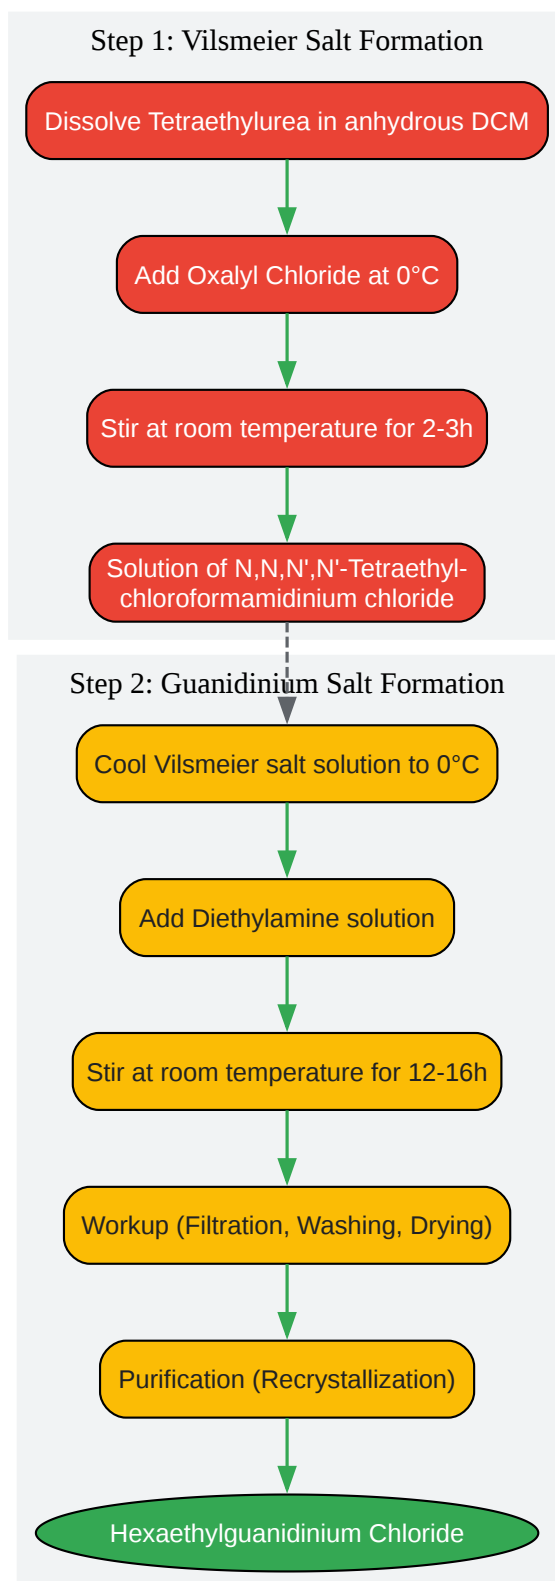 Step 1: Vilsmeier Salt Formation
Dissolve Tetraethylurea in anhydrous DCM
Add Oxalyl Chloride at 0°C
Stir at room temperature for 2-3h
Solution of N,N,N',N'-Tetraethyl-
chloroformamidinium chloride
Step 2: Guanidinium Salt Formation
Cool Vilsmeier salt solution to 0°C
Add Diethylamine solution
Stir at room temperature for 12-16h
Workup (Filtration, Washing, Drying)
Purification (Recrystallization)
Hexaethylguanidinium Chloride